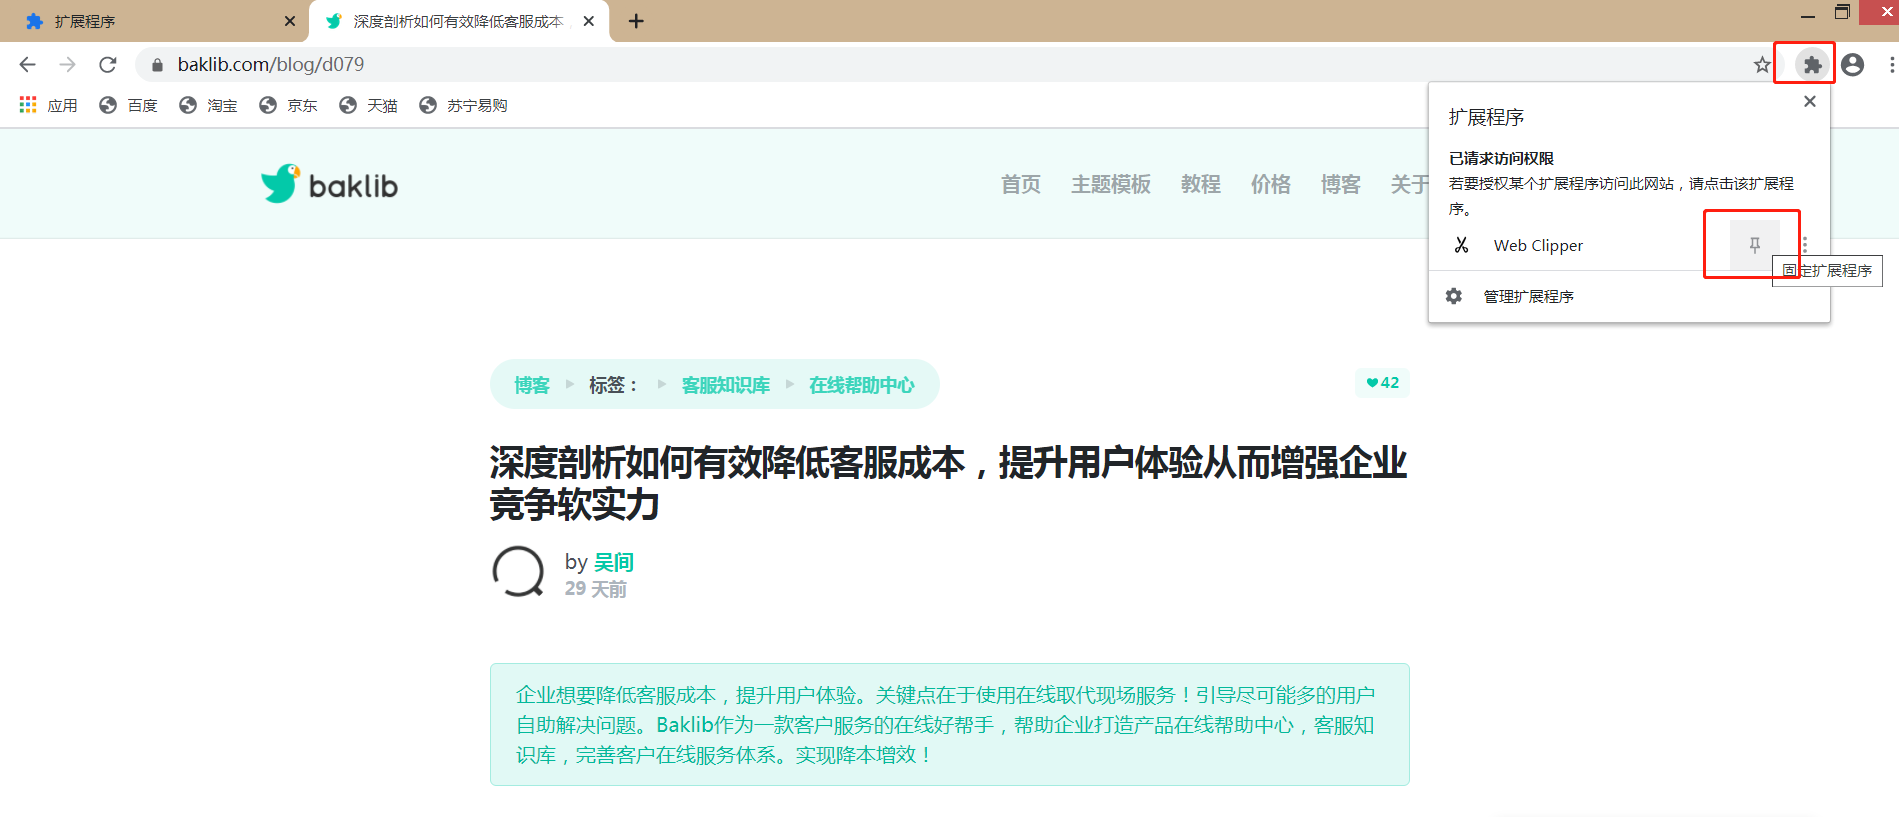 扩展程序
深度剖析如何有效降低客服成本
baklib.com/blog/d079
应用 百度 淘宝 京东 天猫 苏宁易购
扩展程序
已请求访问权限
若要授权某个扩展程序访问此网站，请点击该扩展程
序。
Web Clipper
固定扩展程序
管理扩展程序
baklib
首页 主题模板 教程 价格 博客 关于
博客 标签： 客服知识库 在线帮助中心
42
深度剖析如何有效降低客服成本，提升用户体验从而增强企业
竞争软实力
by 吴间
29 天前
企业想要降低客服成本，提升用户体验。关键点在于使用在线取代现场服务！引导尽可能多的用户
自助解决问题。Baklib作为一款客户服务的在线好帮手，帮助企业打造产品在线帮助中心，客服知
识库，完善客户在线服务体系。实现降本增效！